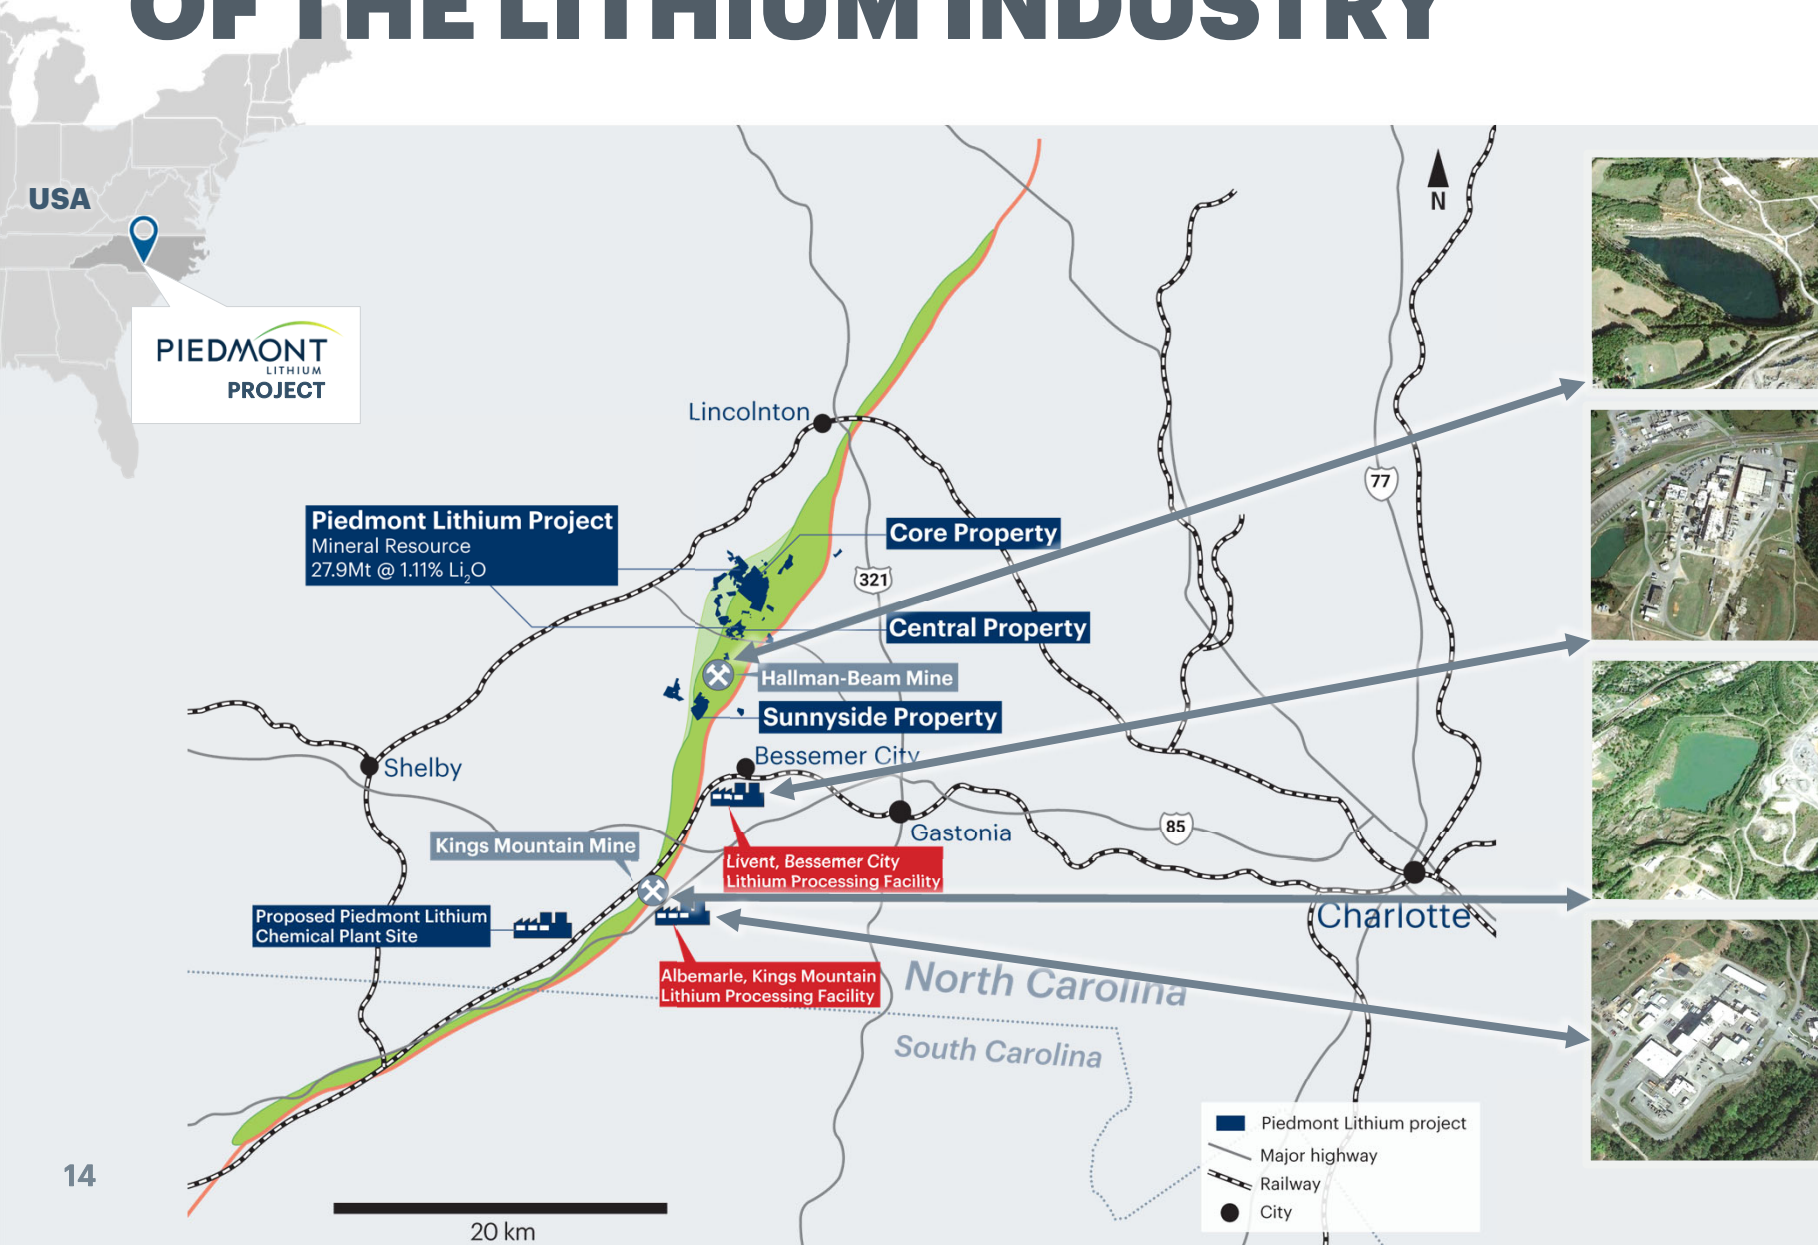 OF THE LITHIUM INDUSTRY
USA
N
PIEDMONT
LITHIUM
PROJECT
Lincolnton
77
Piedmont Lithium Project
Mineral Resource
27.9Mt @ 1.11% Li2O
Core Property
321
Central Property
Hallman-Beam Mine
Sunnyside Property
Bessemer City
Shelby
Gastonia
85
Kings Mountain Mine
Livent, Bessemer City
Lithium Processing Facility
Proposed Piedmont Lithium
Chemical Plant Site
Charlotte
Albemarle, Kings Mountain
Lithium Processing Facility
North Carolina
South Carolina
Piedmont Lithium project
Major highway
Railway
City
14
20 km